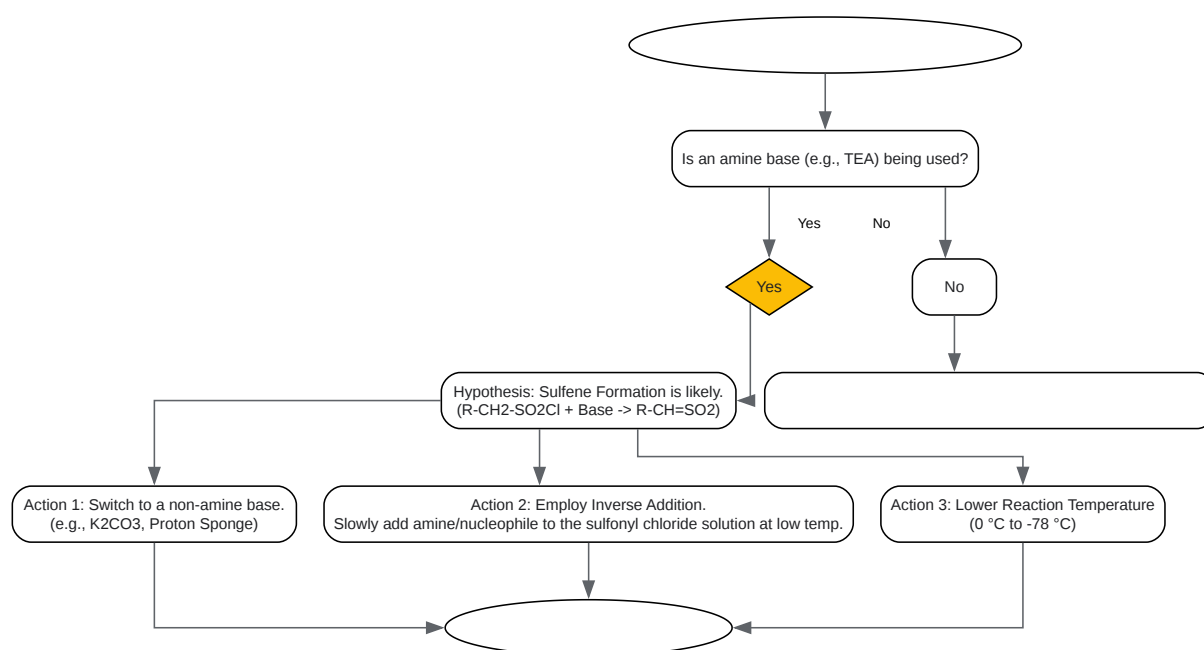 Is an amine base (e.g., TEA) being used?
Yes
No
Yes
No
Hypothesis: Sulfene Formation is likely.
(R-CH2-SO2Cl + Base -> R-CH=SO2)
Action 1: Switch to a non-amine base.
(e.g., K2CO3, Proton Sponge)
Action 2: Employ Inverse Addition.
Slowly add amine/nucleophile to the sulfonyl chloride solution at low temp.
Action 3: Lower Reaction Temperature
(0 °C to -78 °C)